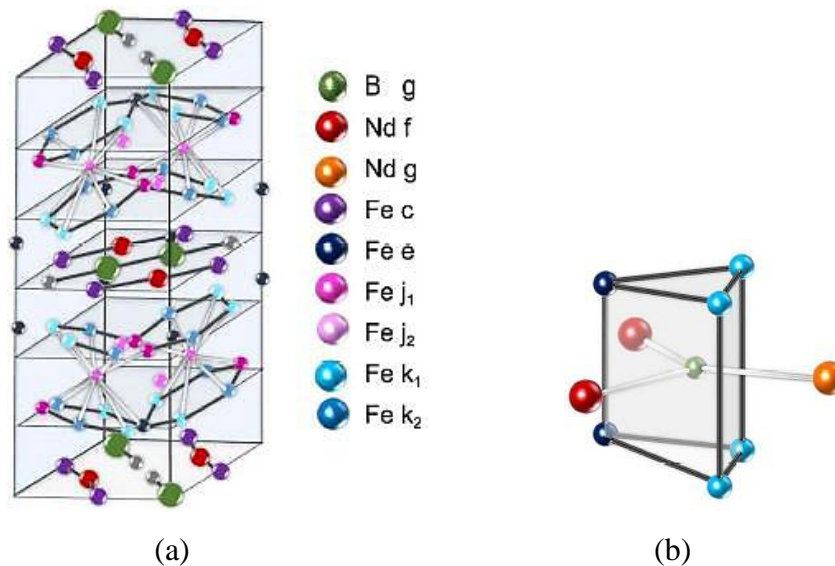 B g
Nd f
Nd g
Fe c
Fe e
Fe j₁
Fe j₂
Fe k₁
Fe k₂
(a)
(b)